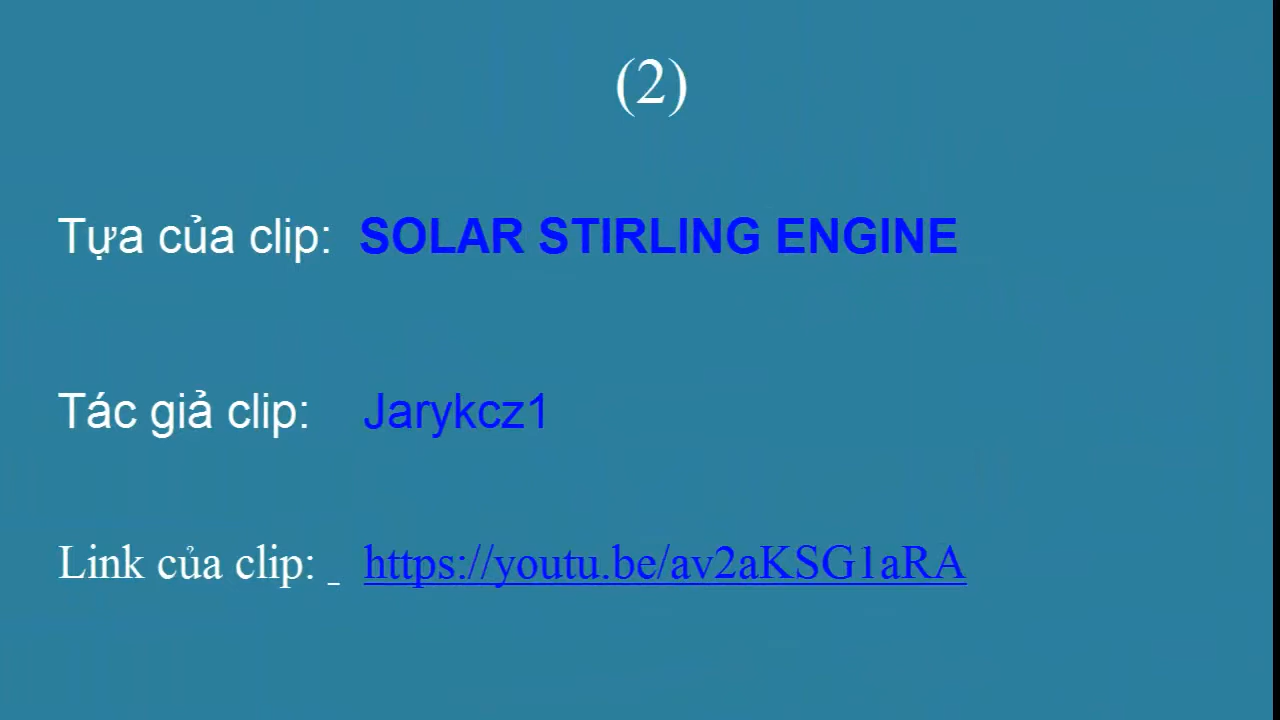 (2)
Tựa của clip: SOLAR STIRLING ENGINE
Tác giả clip: Jarykcz1
Link của clip: https://youtu.be/av2aKSG1aRA